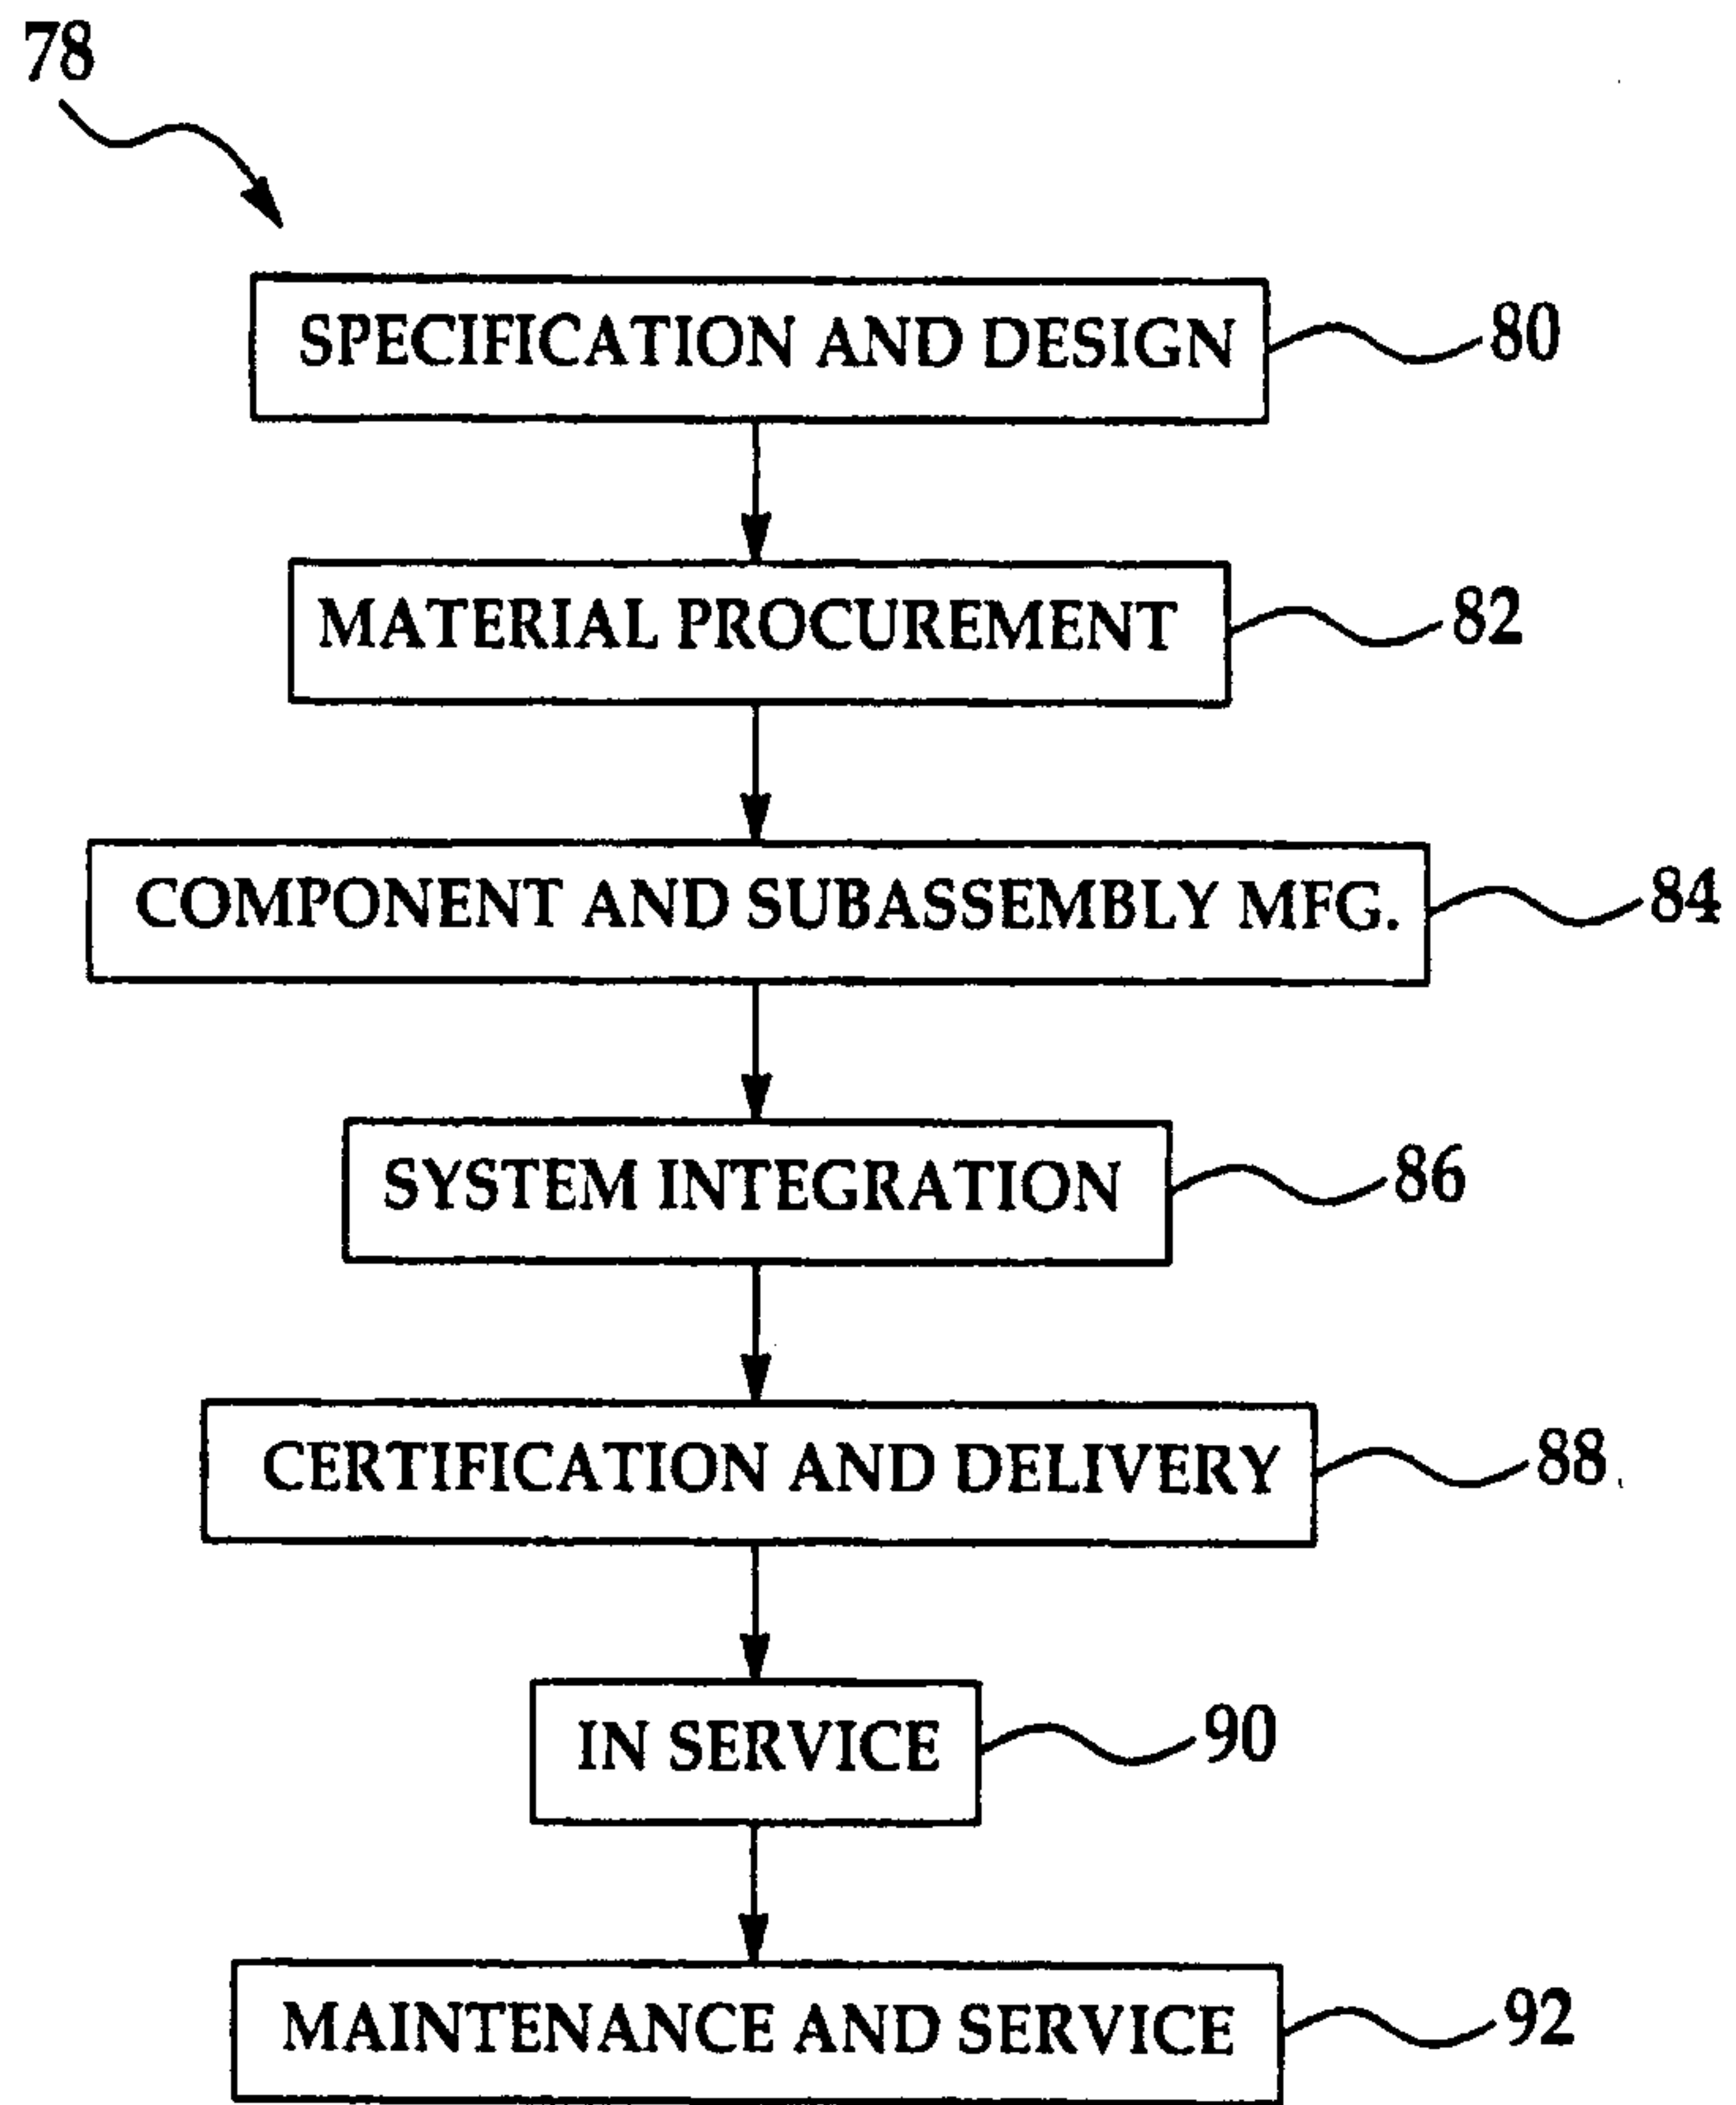 78
SPECIFICATION AND DESIGN 80
MATERIAL PROCUREMENT 82
COMPONENT AND SUBASSEMBLY MFG. 84
SYSTEM INTEGRATION 86
CERTIFICATION AND DELIVERY 88
IN SERVICE 90
MAINTENANCE AND SERVICE 92